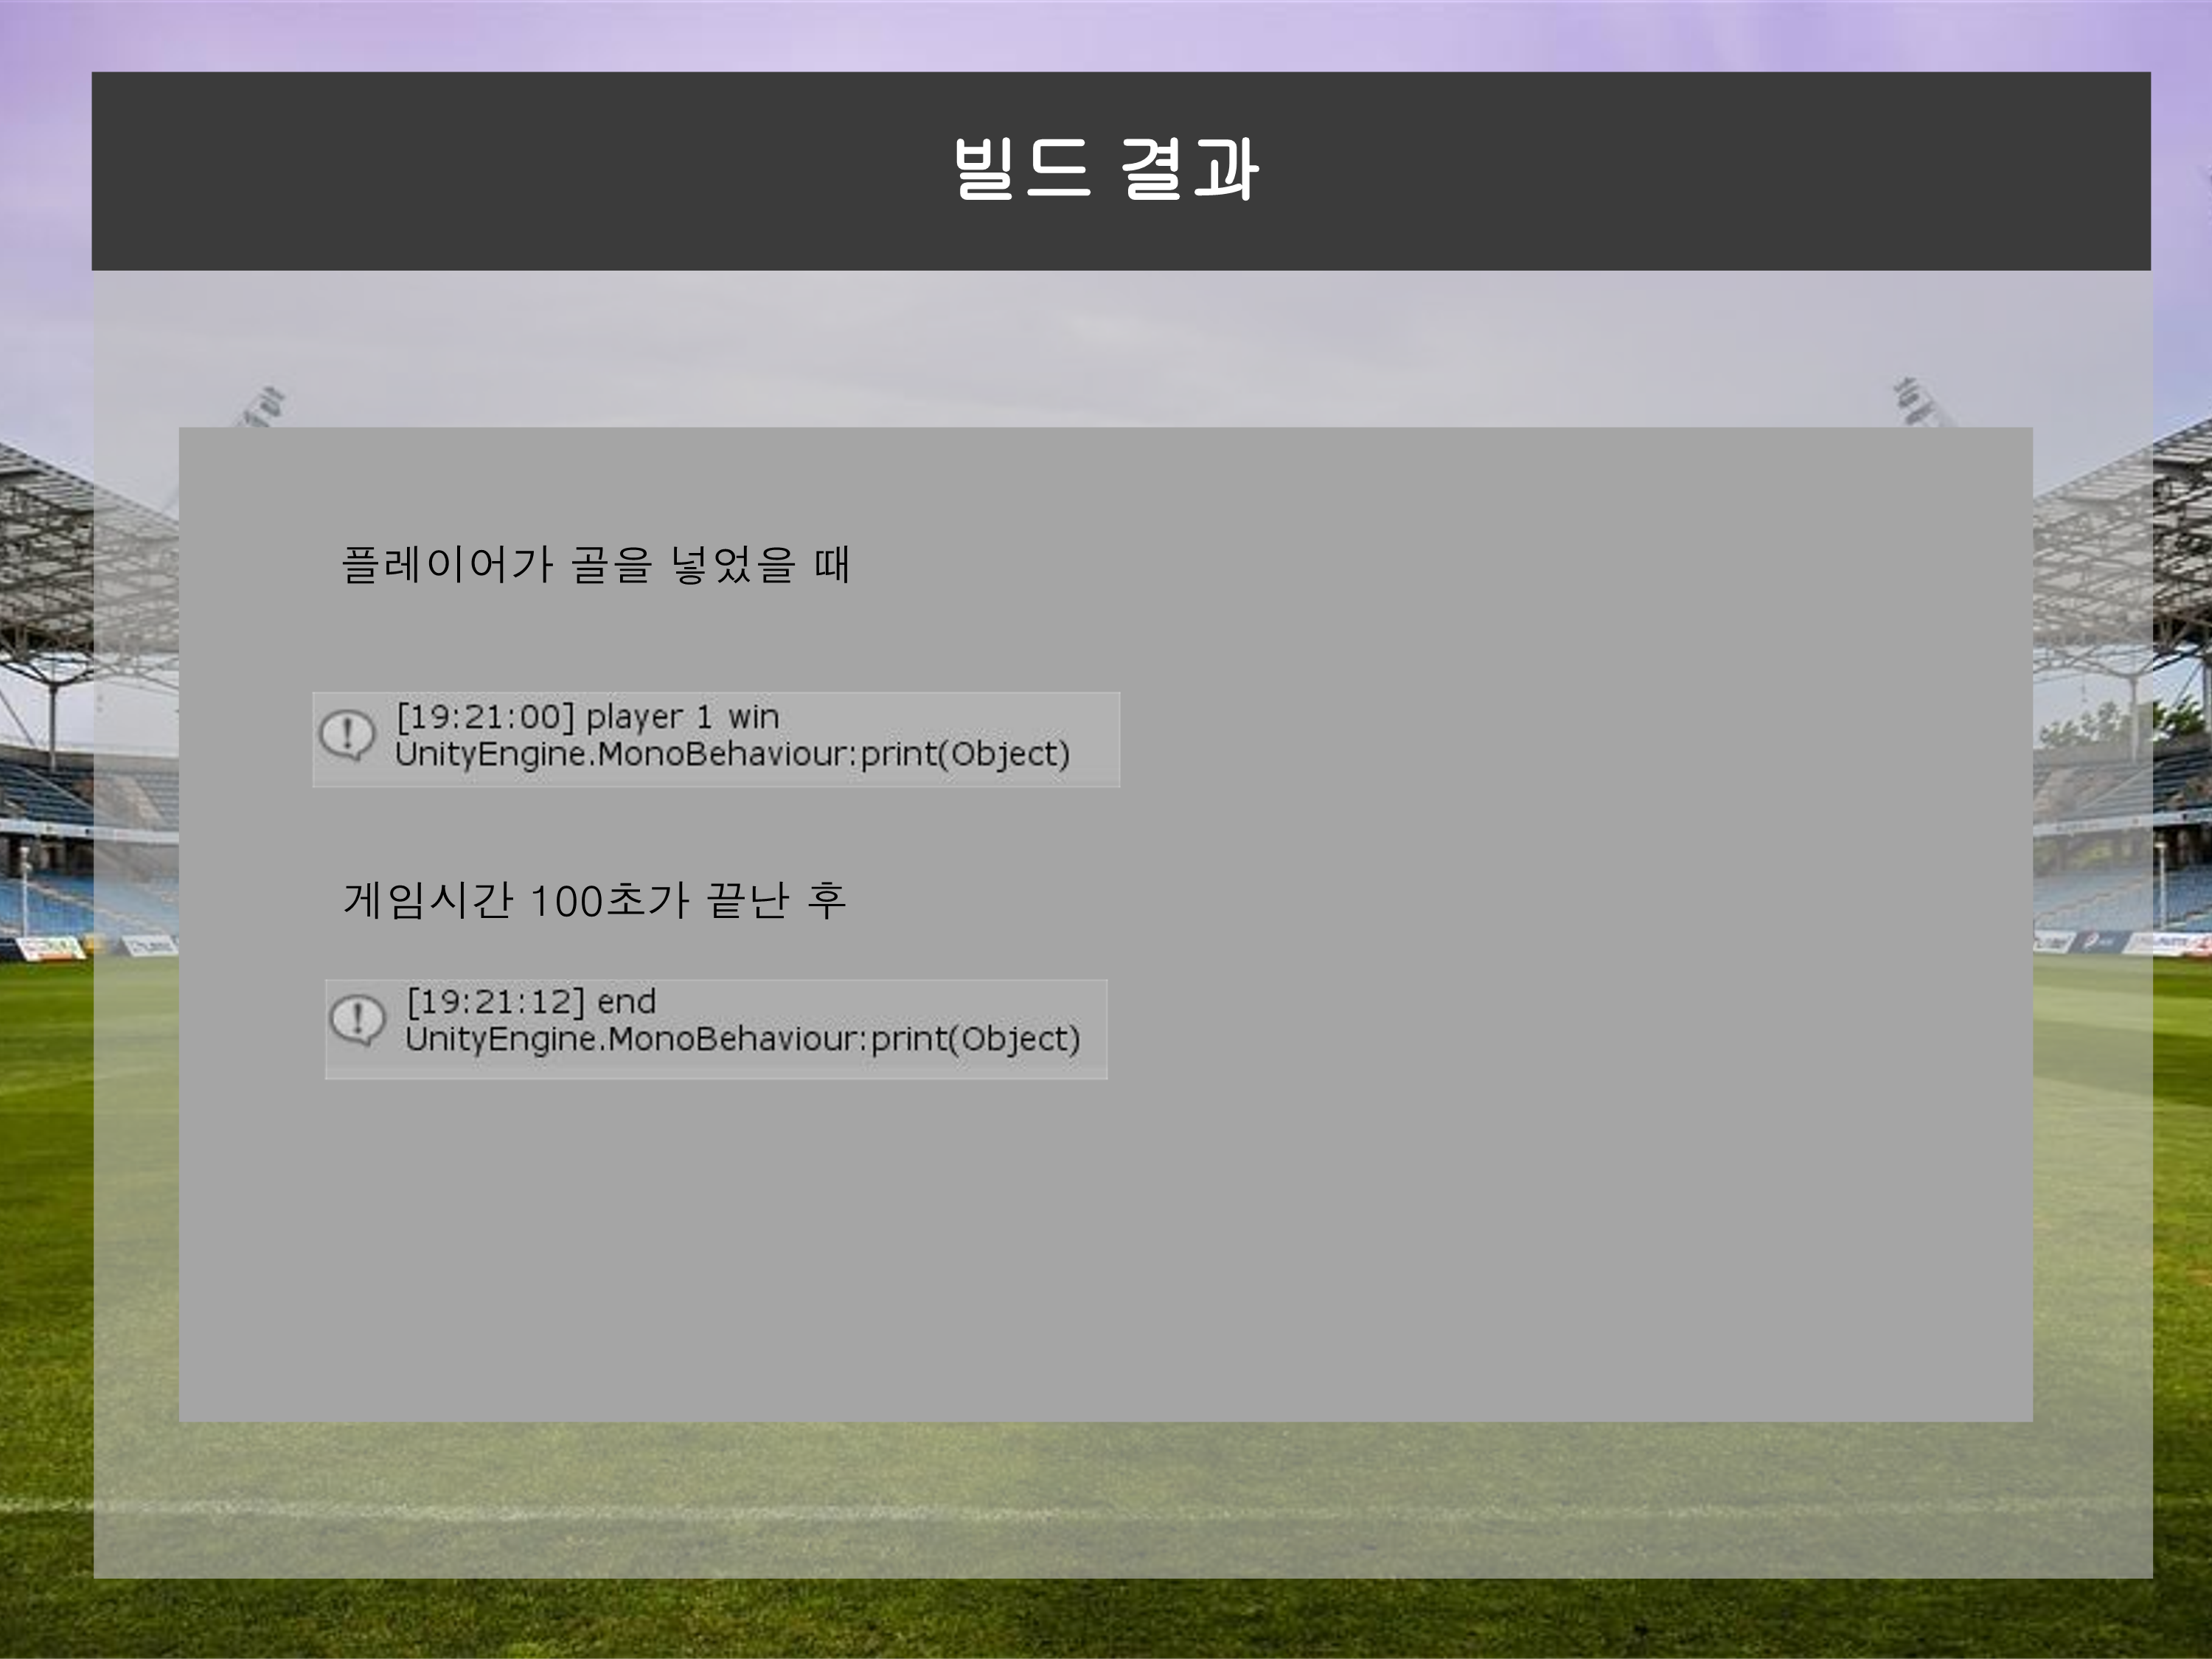 빌드 결과
플레이어가 골을 넣었을 때
[19:21:00] player 1 win
UnityEngine.MonoBehaviour:print(Object)
게임시간 100초가 끝난 후
[19:21:12] end
UnityEngine.MonoBehaviour:print(Object)